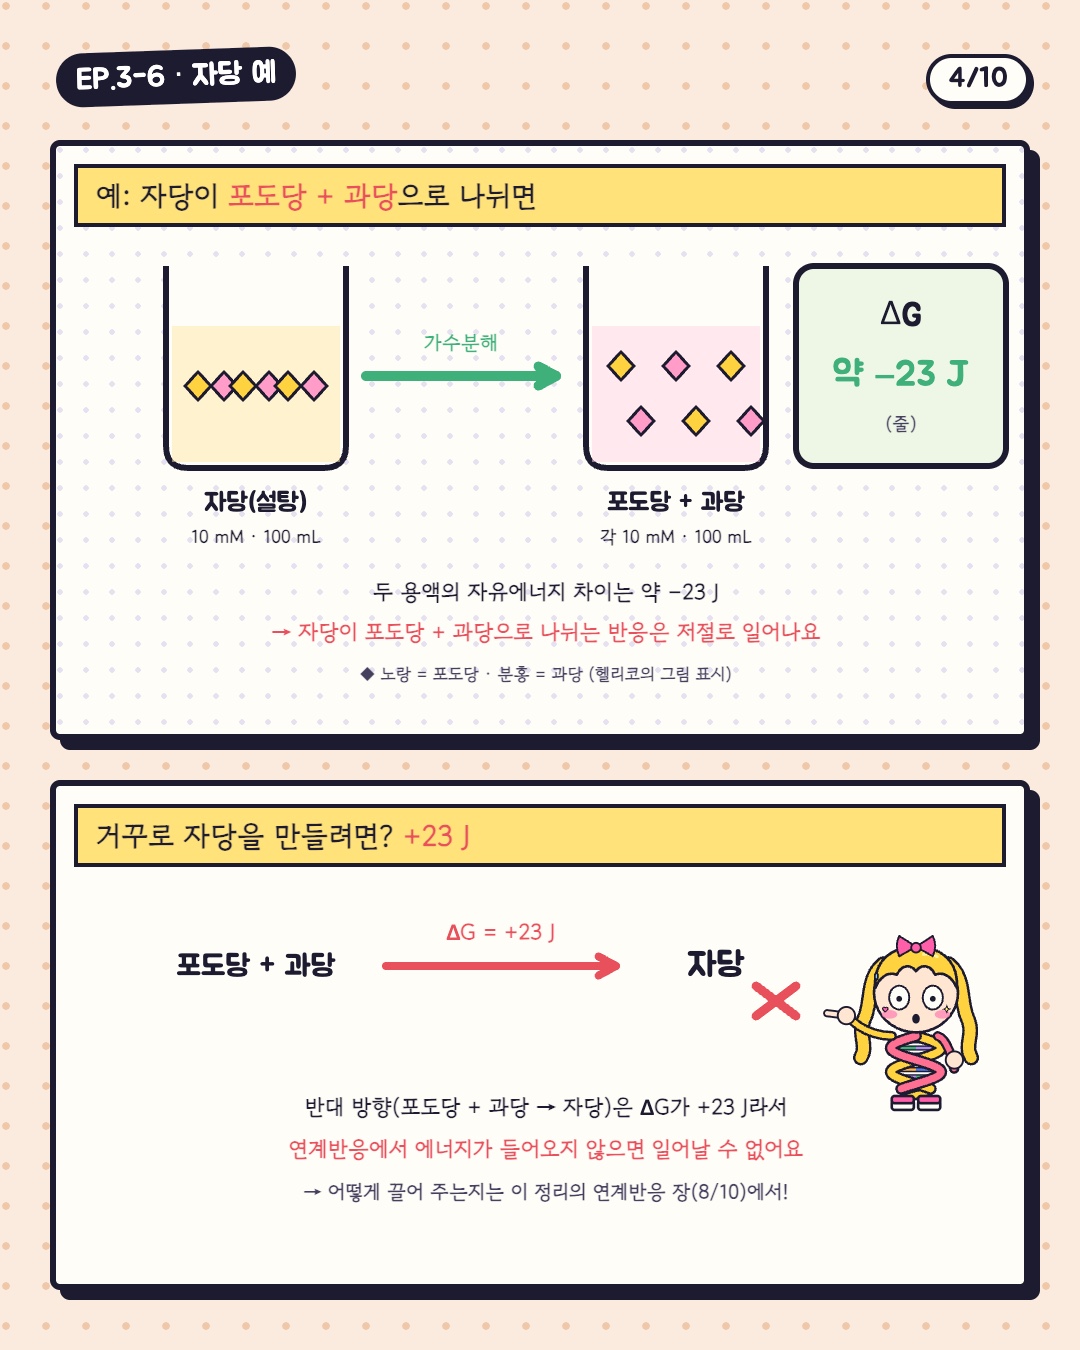 EP.3-6 · 자당 예
4/10
예: 자당이 포도당 + 과당으로 나뉘면
가수분해
ΔG
약 −23 J
(줄)
자당(설탕)
10 mM · 100 mL
포도당 + 과당
각 10 mM · 100 mL
두 용액의 자유에너지 차이는 약 −23 J
→ 자당이 포도당 + 과당으로 나뉘는 반응은 저절로 일어나요
◆ 노랑 = 포도당 · 분홍 = 과당 (헬리코의 그림 표시)
거꾸로 자당을 만들려면? +23 J
ΔG = +23 J
포도당 + 과당
자당
반대 방향(포도당 + 과당 → 자당)은 ΔG가 +23 J라서
연계반응에서 에너지가 들어오지 않으면 일어날 수 없어요
→ 어떻게 끌어 주는지는 이 정리의 연계반응 장(8/10)에서!